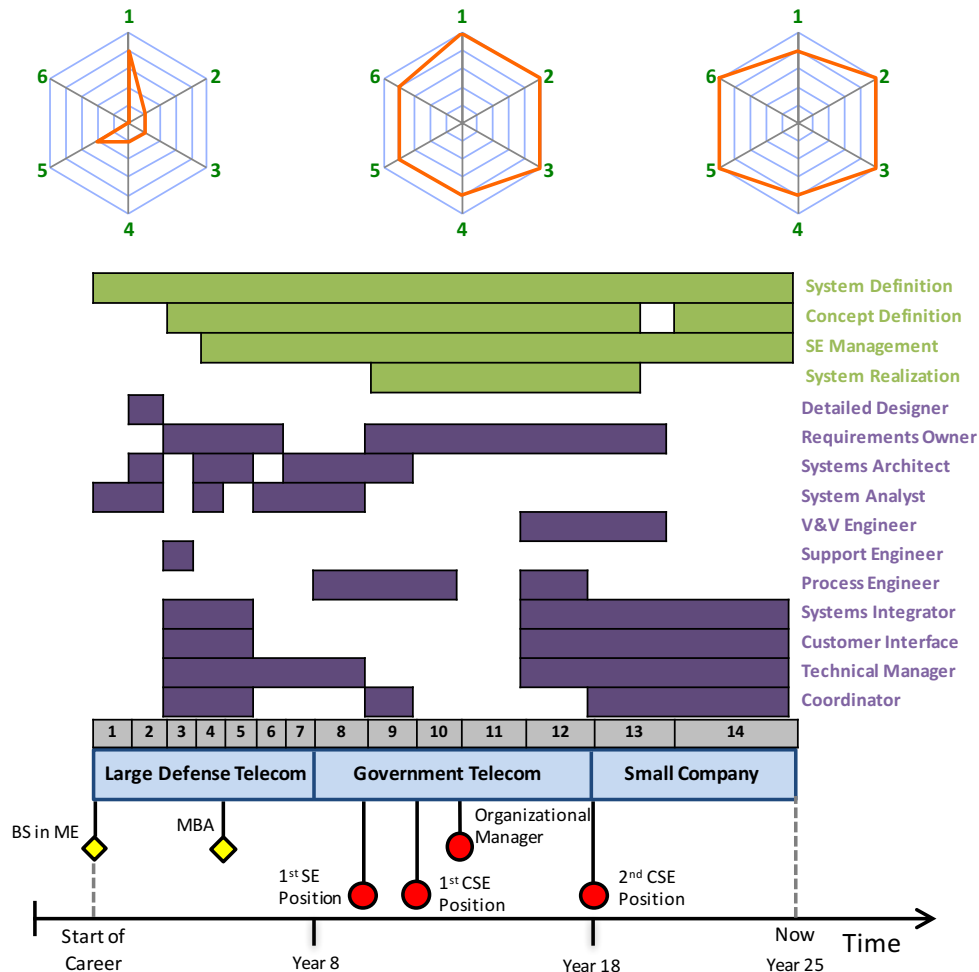 1
6
2
5
3
4
1
6
2
5
3
4
1
6
2
5
3
4
System Definition
Concept Definition
SE Management
System Realization
Detailed Designer
Requirements Owner
Systems Architect
System Analyst
V&V Engineer
Support Engineer
Process Engineer
Systems Integrator
Customer Interface
Technical Manager
Coordinator
1 2 3 4 5 6 7 8 9 10 11 12 13 14
Large Defense Telecom Government Telecom Small Company
BS in ME
MBA
Organizational
Manager
1st SE
Position
1st CSE
Position
2nd CSE
Position
Start of
Career
Year 8
Year 18
Now
Year 25
Time